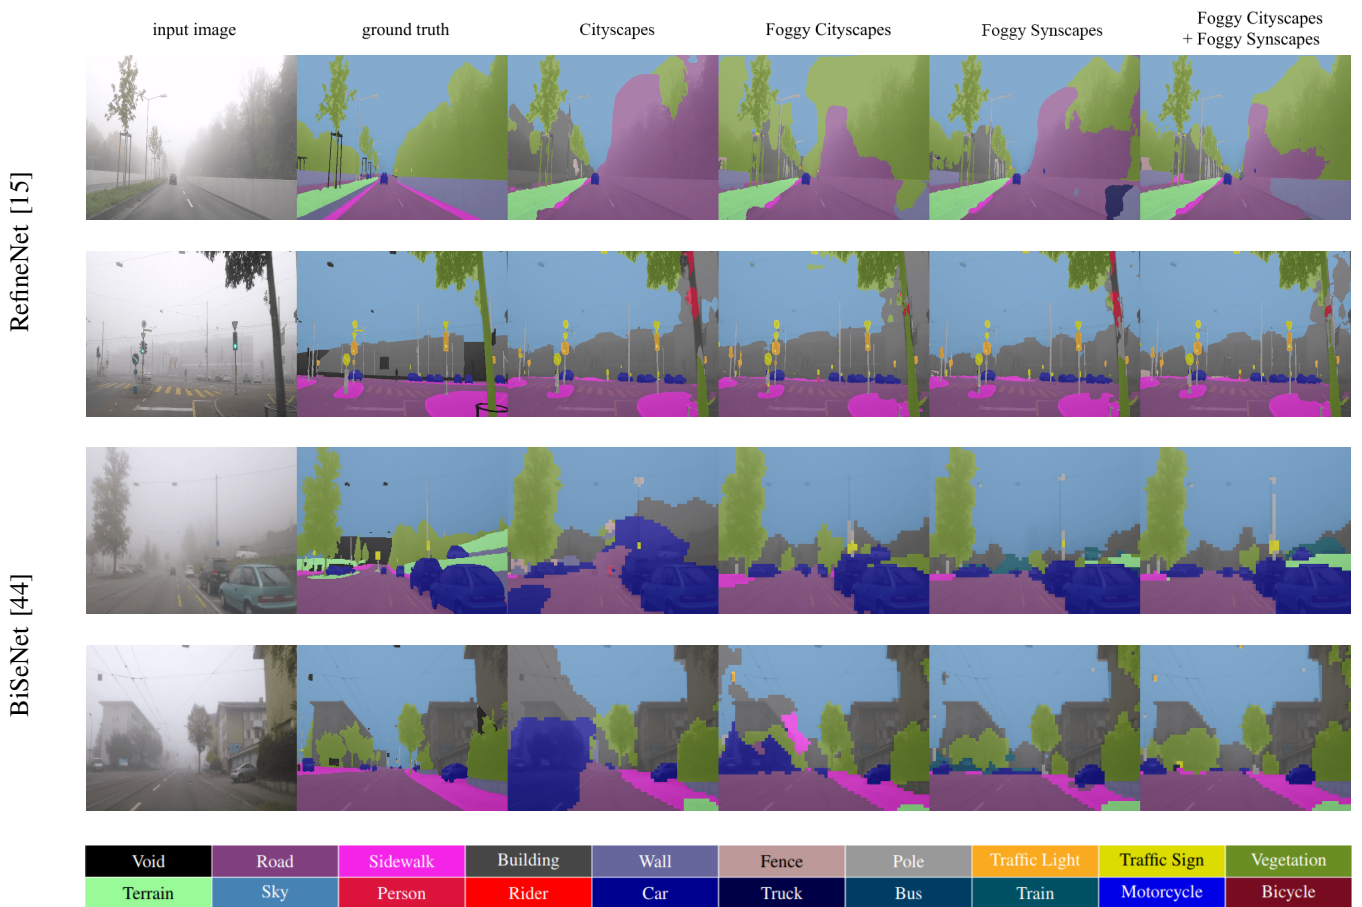 input image
ground truth
Cityscapes
Foggy Cityscapes
Foggy Synscapes
Foggy Cityscapes
+ Foggy Synscapes
RefineNet [15]
BiSeNet [44]
Void Road Sidewalk Building Wall Fence Pole Traffic Light Traffic Sign Vegetation
Terrain Sky Person Rider Car Truck Bus Train Motorcycle Bicycle